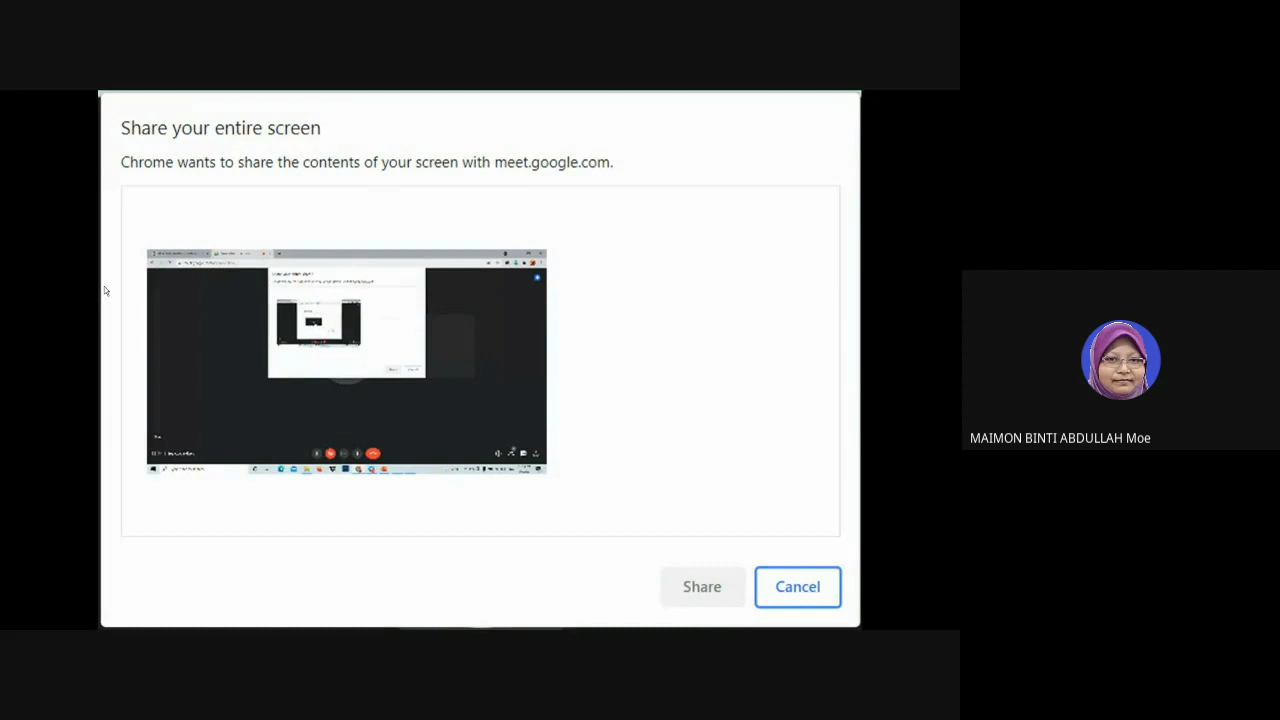 Share your entire screen
Chrome wants to share the contents of your screen with meet.google.com.
Share
Cancel
MAIMON BINTI ABDULLAH Moe